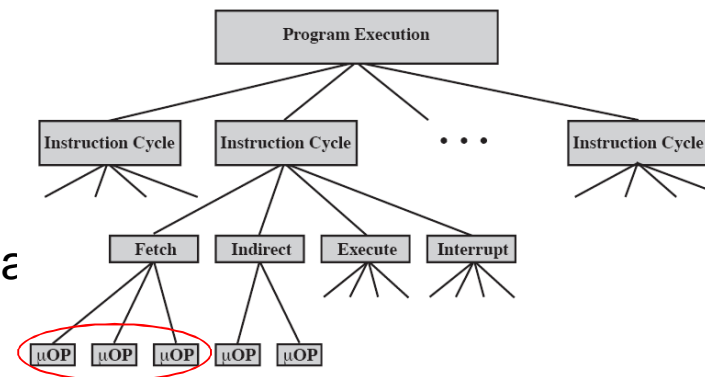 Program Execution
Instruction Cycle Instruction Cycle • • • Instruction Cycle
Fetch Indirect Execute Interrupt
a
μOP μOP μOP μOP μOP